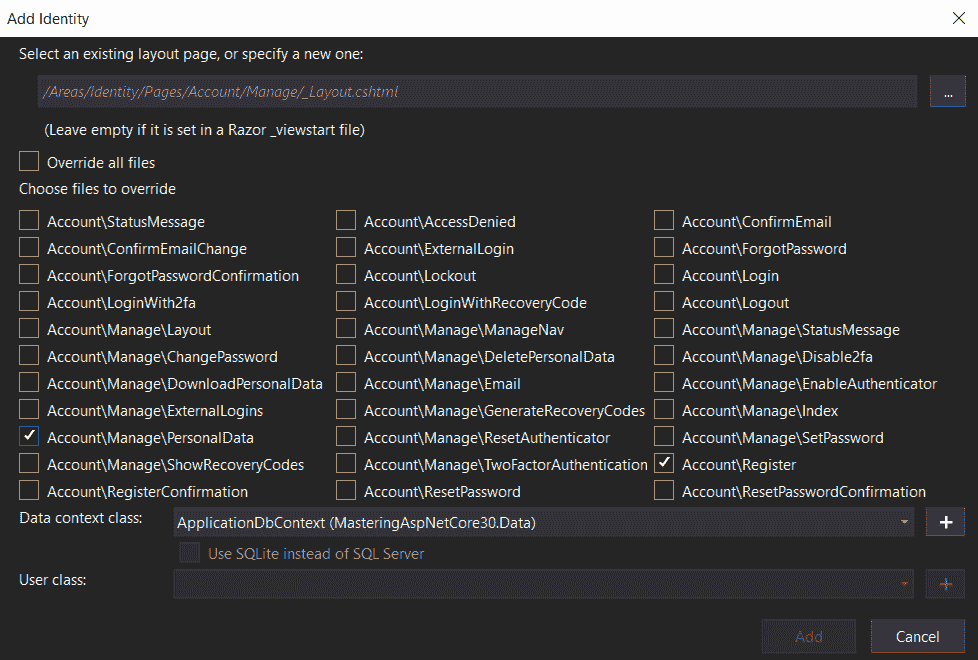 Add Identity
Select an existing layout page, or specify a new one:
/Areas/Identity/Pages/Account/Manage/_Layout.cshtml
...
(Leave empty if it is set in a Razor _viewstart file)
Override all files
Choose files to override
Account\StatusMessage Account\AccessDenied Account\ConfirmEmail
Account\ConfirmEmailChange Account\ExternalLogin Account\ForgotPassword
Account\ForgotPasswordConfirmation Account\Lockout Account\Login
Account\LoginWith2fa Account\LoginWithRecoveryCode Account\Logout
Account\Manage\Layout Account\Manage\ManageNav Account\Manage\StatusMessage
Account\Manage\ChangePassword Account\Manage\DeletePersonalData Account\Manage\Disable2fa
Account\Manage\DownloadPersonalData Account\Manage\Email Account\Manage\EnableAuthenticator
Account\Manage\ExternalLogins Account\Manage\GenerateRecoveryCodes Account\Manage\Index
Account\Manage\PersonalData Account\Manage\ResetAuthenticator Account\Manage\SetPassword
Account\Manage\ShowRecoveryCodes Account\Manage\TwoFactorAuthentication Account\Register
Account\RegisterConfirmation Account\ResetPassword Account\ResetPasswordConfirmation
Data context class: ApplicationDbContext (MasteringAspNetCore30.Data) +
Use SQLite instead of SQL Server
User class: +
Add Cancel